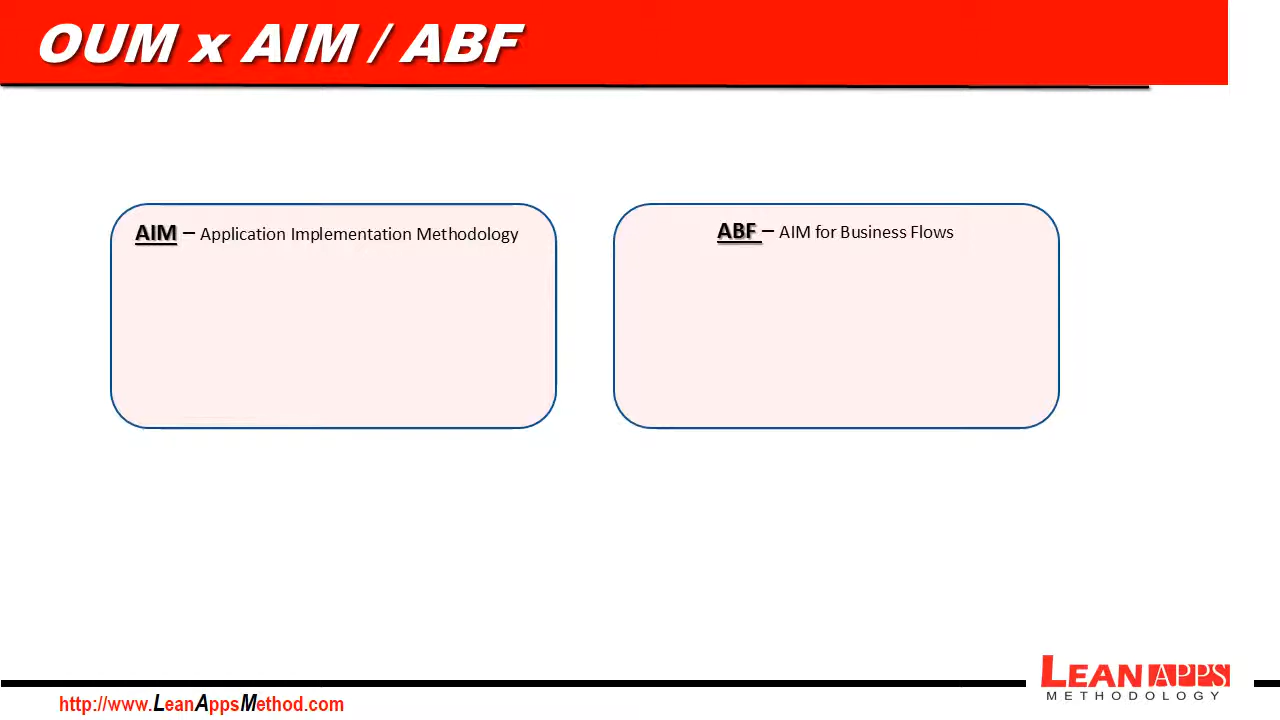 OUM x AIM / ABF
AIM – Application Implementation Methodology
ABF – AIM for Business Flows
LEAN APPS
METHODOLOGY
http://www.LeanAppsMethod.com